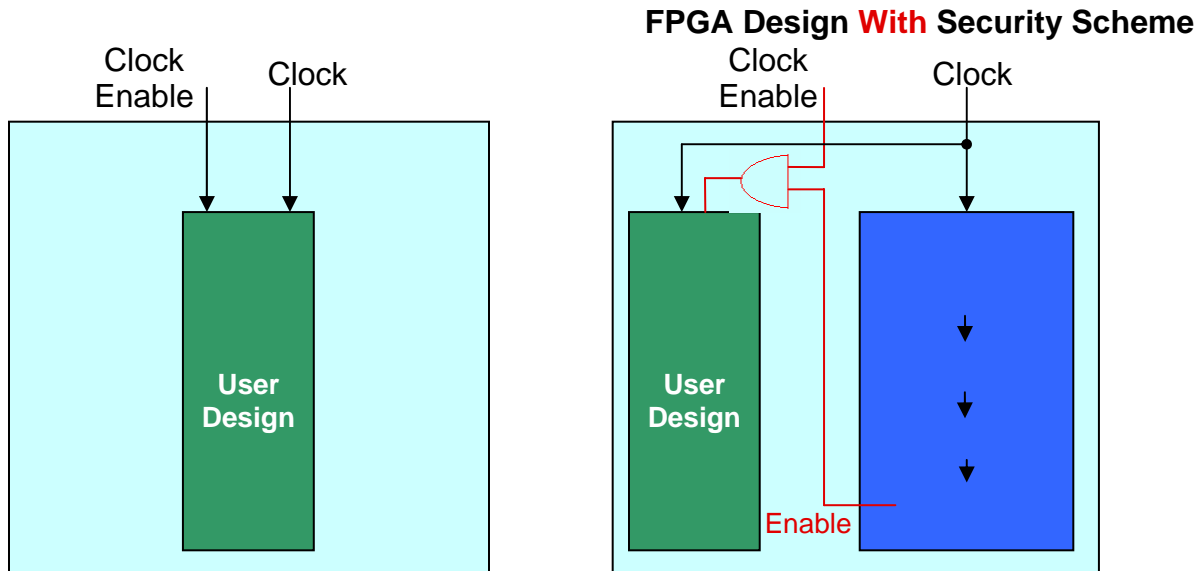 FPGA Design With Security Scheme
Clock
Enable
Clock
User
Design
Clock
Enable
Clock
User
Design
Enable